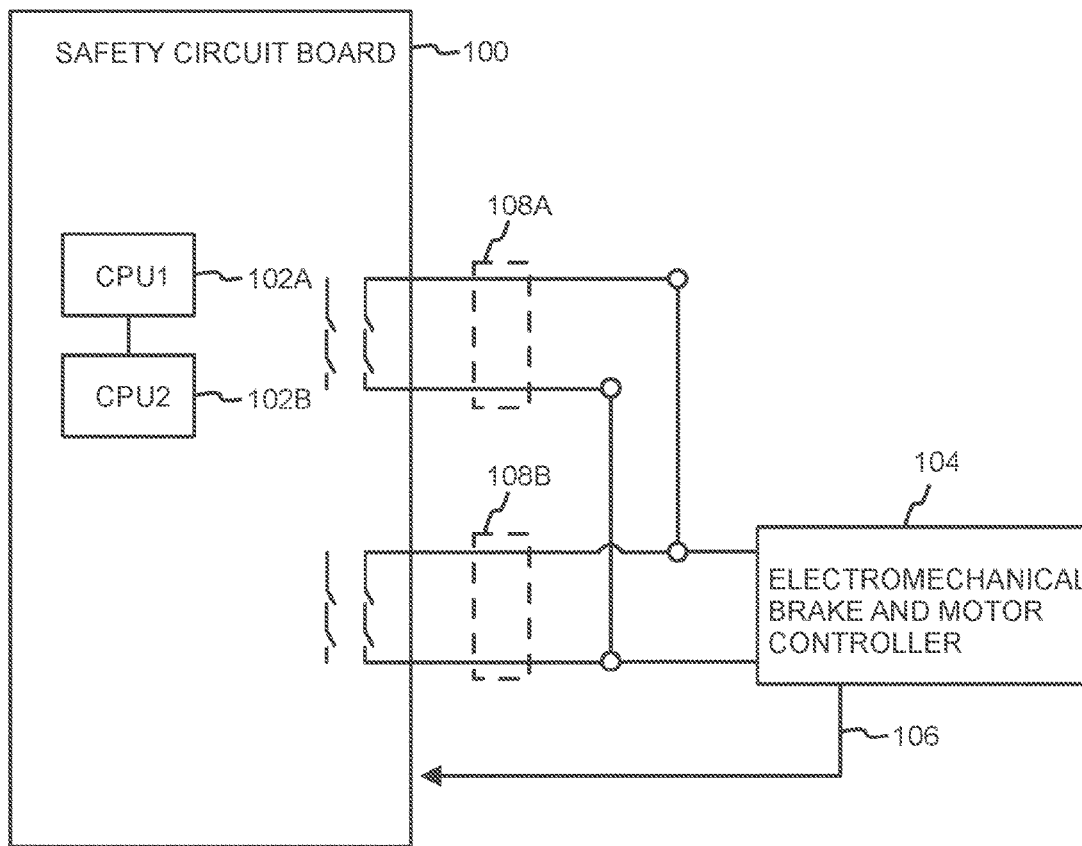 SAFETY CIRCUIT BOARD
100
108A
CPU1
102A
CPU2
102B
108B
104
ELECTROMECHANICAL
BRAKE AND MOTOR
CONTROLLER
106